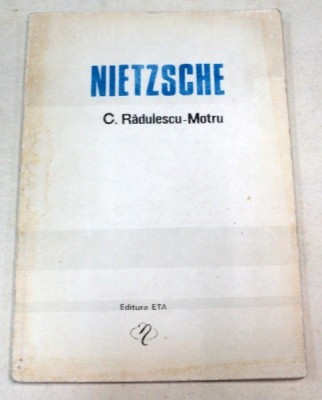 NIETZSCHE
C. Rădulescu-Motru
Editura ETA
η